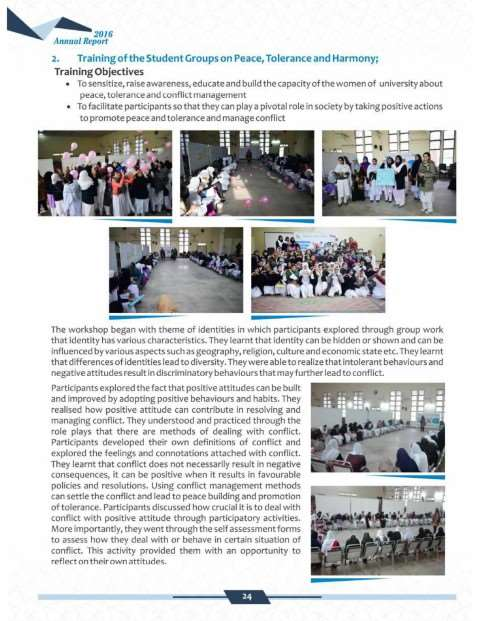 2016
Annual Report
2. Training of the Student Groups on Peace, Tolerance and Harmony;
Training Objectives
• To sensitize, raise awareness, educate and build the capacity of the women of university about
peace, tolerance and conflict management
• To facilitate participants so that they can play a pivotal role in society by taking positive actions
to promote peace and tolerance and manage conflict
The workshop began with theme of identities in which participants explored through group work
that identity has various characteristics. They learnt that identity can be hidden or shown and can be
influenced by various aspects such as geography, religion, culture and economic state etc. They learnt
that differences of identities lead to diversity. They were able to realize that intolerant behaviours and
negative attitudes result in discriminatory behaviours that may further lead to conflict.
Participants explored the fact that positive attitudes can be built
and improved by adopting positive behaviours and habits. They
realised how positive attitude can contribute in resolving and
managing conflict. They understood and practiced through the
role plays that there are methods of dealing with conflict.
Participants developed their own definitions of conflict and
explored the feelings and connotations attached with conflict.
They learnt that conflict does not necessarily result in negative
consequences, it can be positive when it results in favourable
policies and resolutions. Using conflict management methods
can settle the conflict and lead to peace building and promotion
of tolerance. Participants discussed how crucial it is to deal with
conflict with positive attitude through participatory activities.
More importantly, they went through the self assessment forms
to assess how they deal with or behave in certain situation of
conflict. This activity provided them with an opportunity to
reflect on their own attitudes.
24